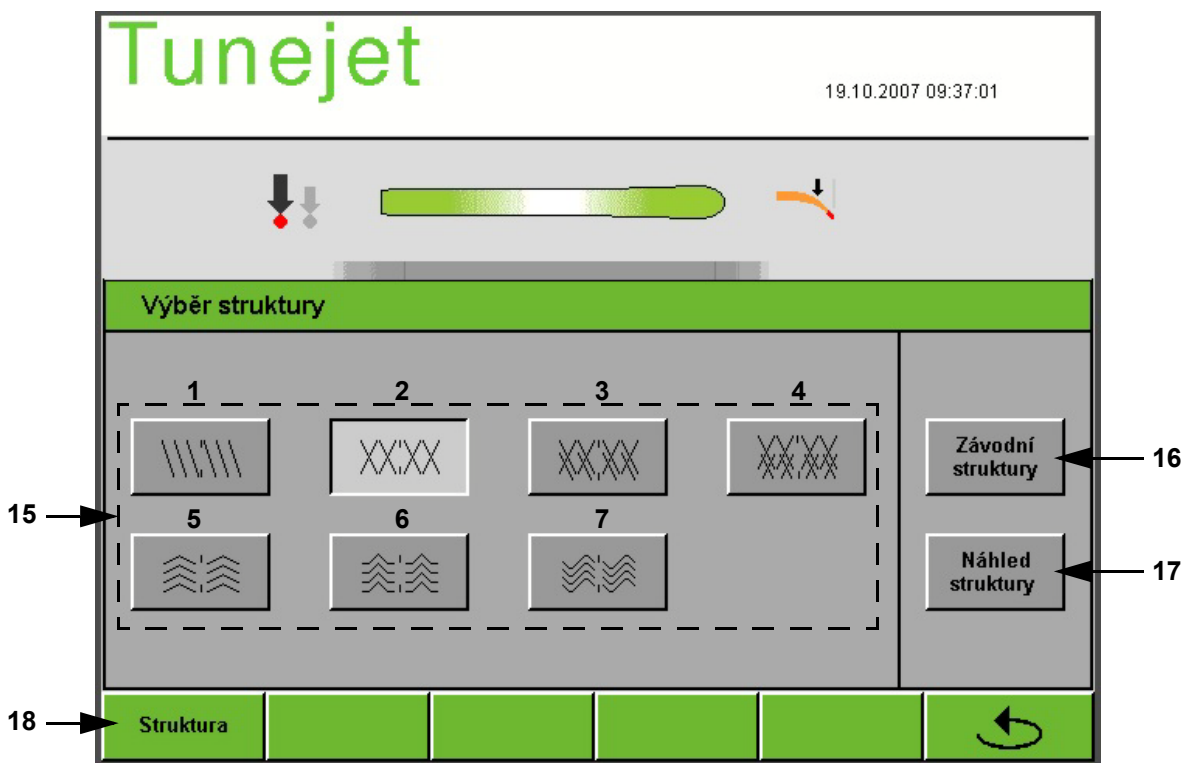 Tunejet
19.10.2007 09:37:01
Výběr struktury
1 2 3 4
Závodní
struktury
16
15
5 6 7
Náhled
struktury
17
18
Struktura